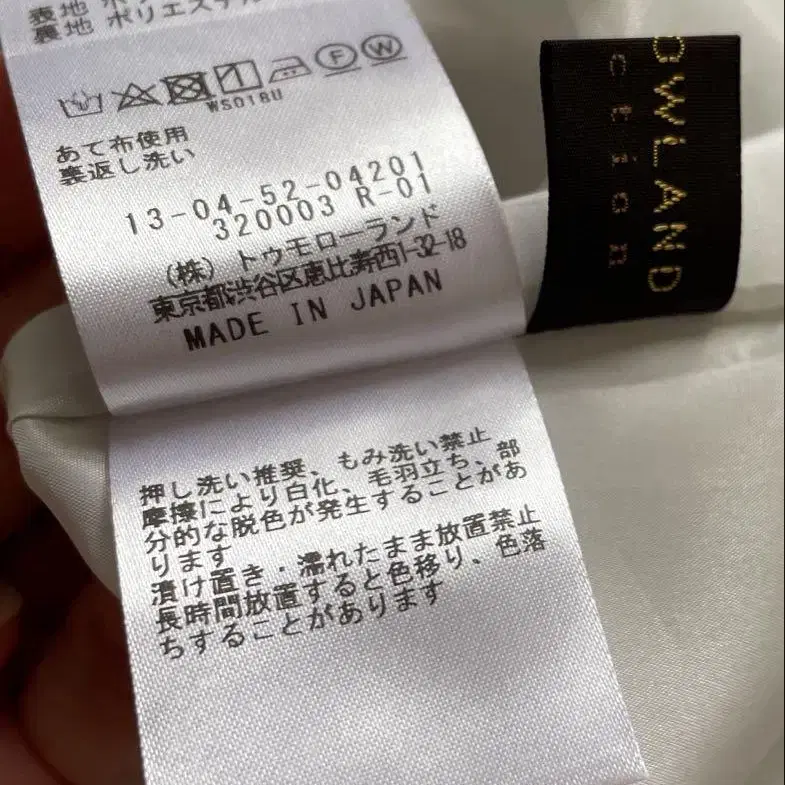 表地 ポ
裏地 ポリエステル
F W
WS018U
あて布使用
裏返し洗い
13-04-52-04201
320003 R-01
(株) トゥモローランド
東京都渋谷区恵比寿西1-32-18
MADE IN JAPAN
押し洗い推奨、もみ洗い禁止
摩擦により白化、毛羽立ち、部
分的な脱色が発生することがあ
ります
漬け置き・濡れたまま放置禁止
長時間放置すると色移り、色落
ちすることがあります
OWLAND
ction